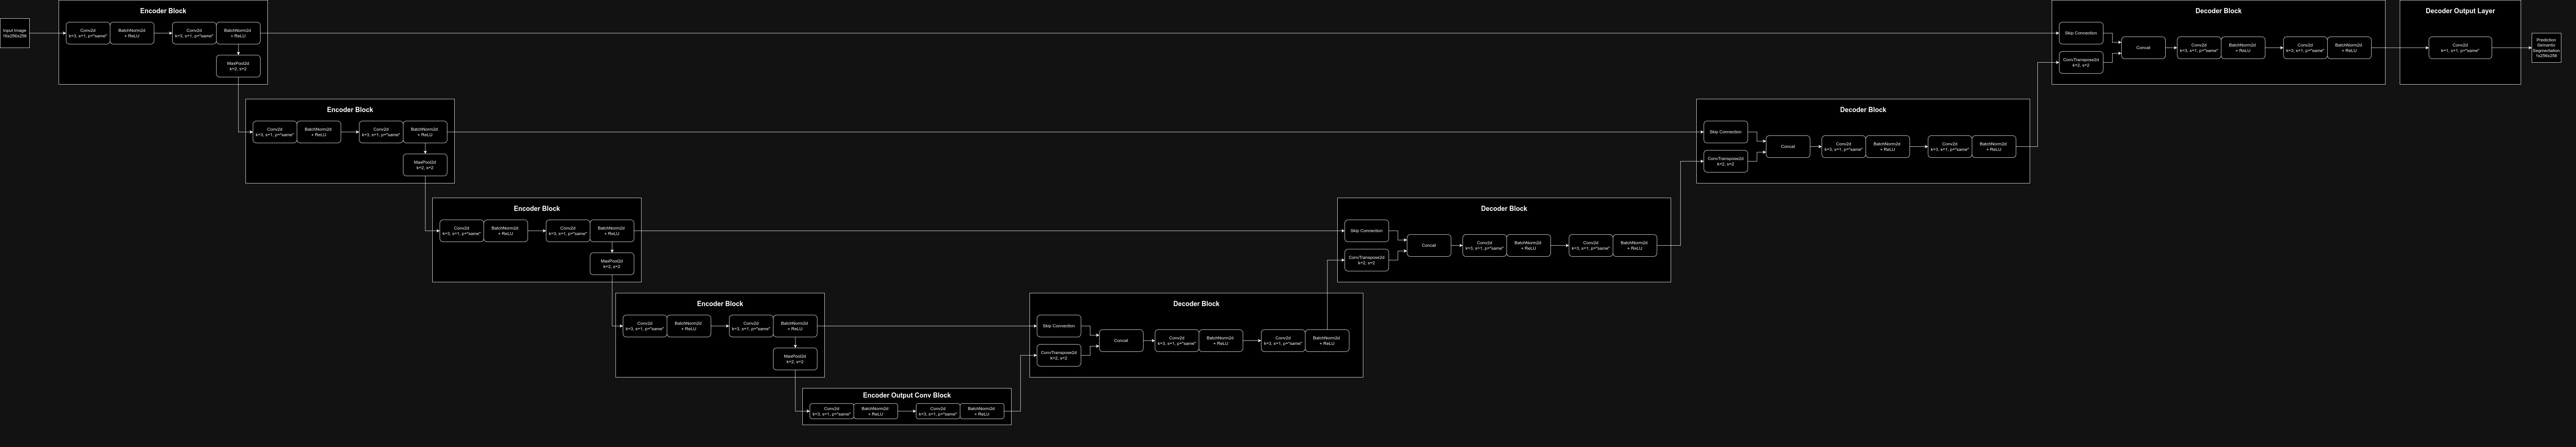 Input Image
16x256x256
Encoder Block
Conv2d
k=3, s=1, p="same"
BatchNorm2d
+ ReLU
Conv2d
k=3, s=1, p="same"
BatchNorm2d
+ ReLU
MaxPool2d
k=2, s=2
Encoder Block
Conv2d
k=3, s=1, p="same"
BatchNorm2d
+ ReLU
Conv2d
k=3, s=1, p="same"
BatchNorm2d
+ ReLU
MaxPool2d
k=2, s=2
Encoder Block
Conv2d
k=3, s=1, p="same"
BatchNorm2d
+ ReLU
Conv2d
k=3, s=1, p="same"
BatchNorm2d
+ ReLU
MaxPool2d
k=2, s=2
Encoder Block
Conv2d
k=3, s=1, p="same"
BatchNorm2d
+ ReLU
Conv2d
k=3, s=1, p="same"
BatchNorm2d
+ ReLU
MaxPool2d
k=2, s=2
Encoder Output Conv Block
Conv2d
k=3, s=1, p="same"
BatchNorm2d
+ ReLU
Conv2d
k=3, s=1, p="same"
BatchNorm2d
+ ReLU
Decoder Block
Skip Connection
ConvTranspose2d
k=2, s=2
Concat
Conv2d
k=3, s=1, p="same"
BatchNorm2d
+ ReLU
Conv2d
k=3, s=1, p="same"
BatchNorm2d
+ ReLU
Decoder Block
Skip Connection
ConvTranspose2d
k=2, s=2
Concat
Conv2d
k=3, s=1, p="same"
BatchNorm2d
+ ReLU
Conv2d
k=3, s=1, p="same"
BatchNorm2d
+ ReLU
Decoder Block
Skip Connection
ConvTranspose2d
k=2, s=2
Concat
Conv2d
k=3, s=1, p="same"
BatchNorm2d
+ ReLU
Conv2d
k=3, s=1, p="same"
BatchNorm2d
+ ReLU
Decoder Block
Skip Connection
ConvTranspose2d
k=2, s=2
Concat
Conv2d
k=3, s=1, p="same"
BatchNorm2d
+ ReLU
Conv2d
k=3, s=1, p="same"
BatchNorm2d
+ ReLU
Decoder Output Layer
Conv2d
k=1, s=1, p="same"
Prediction
Semantic
Segmentation
1x256x256